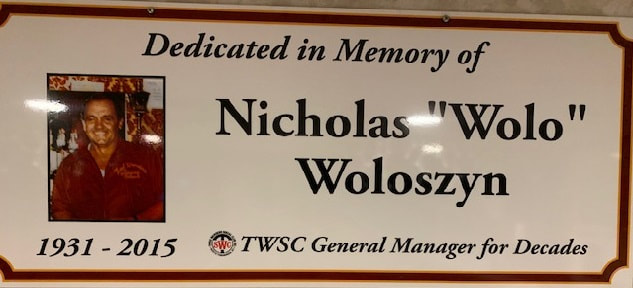 Dedicated in Memory of
Nicholas "Wolo"
Woloszyn
1931 - 2015
SWC
TWSC General Manager for Decades